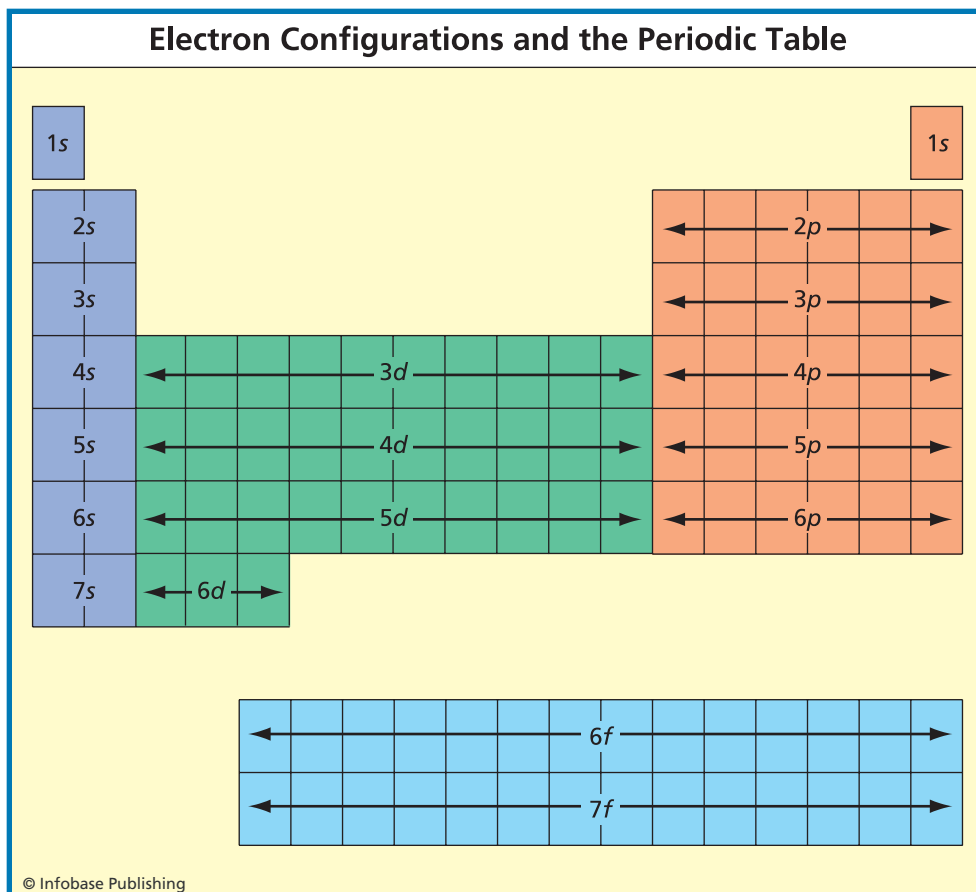 Electron Configurations and the Periodic Table
1s 1s
2s 2p
3s 3p
4s 3d 4p
5s 4d 5p
6s 5d 6p
7s 6d
6f
7f
© Infobase Publishing